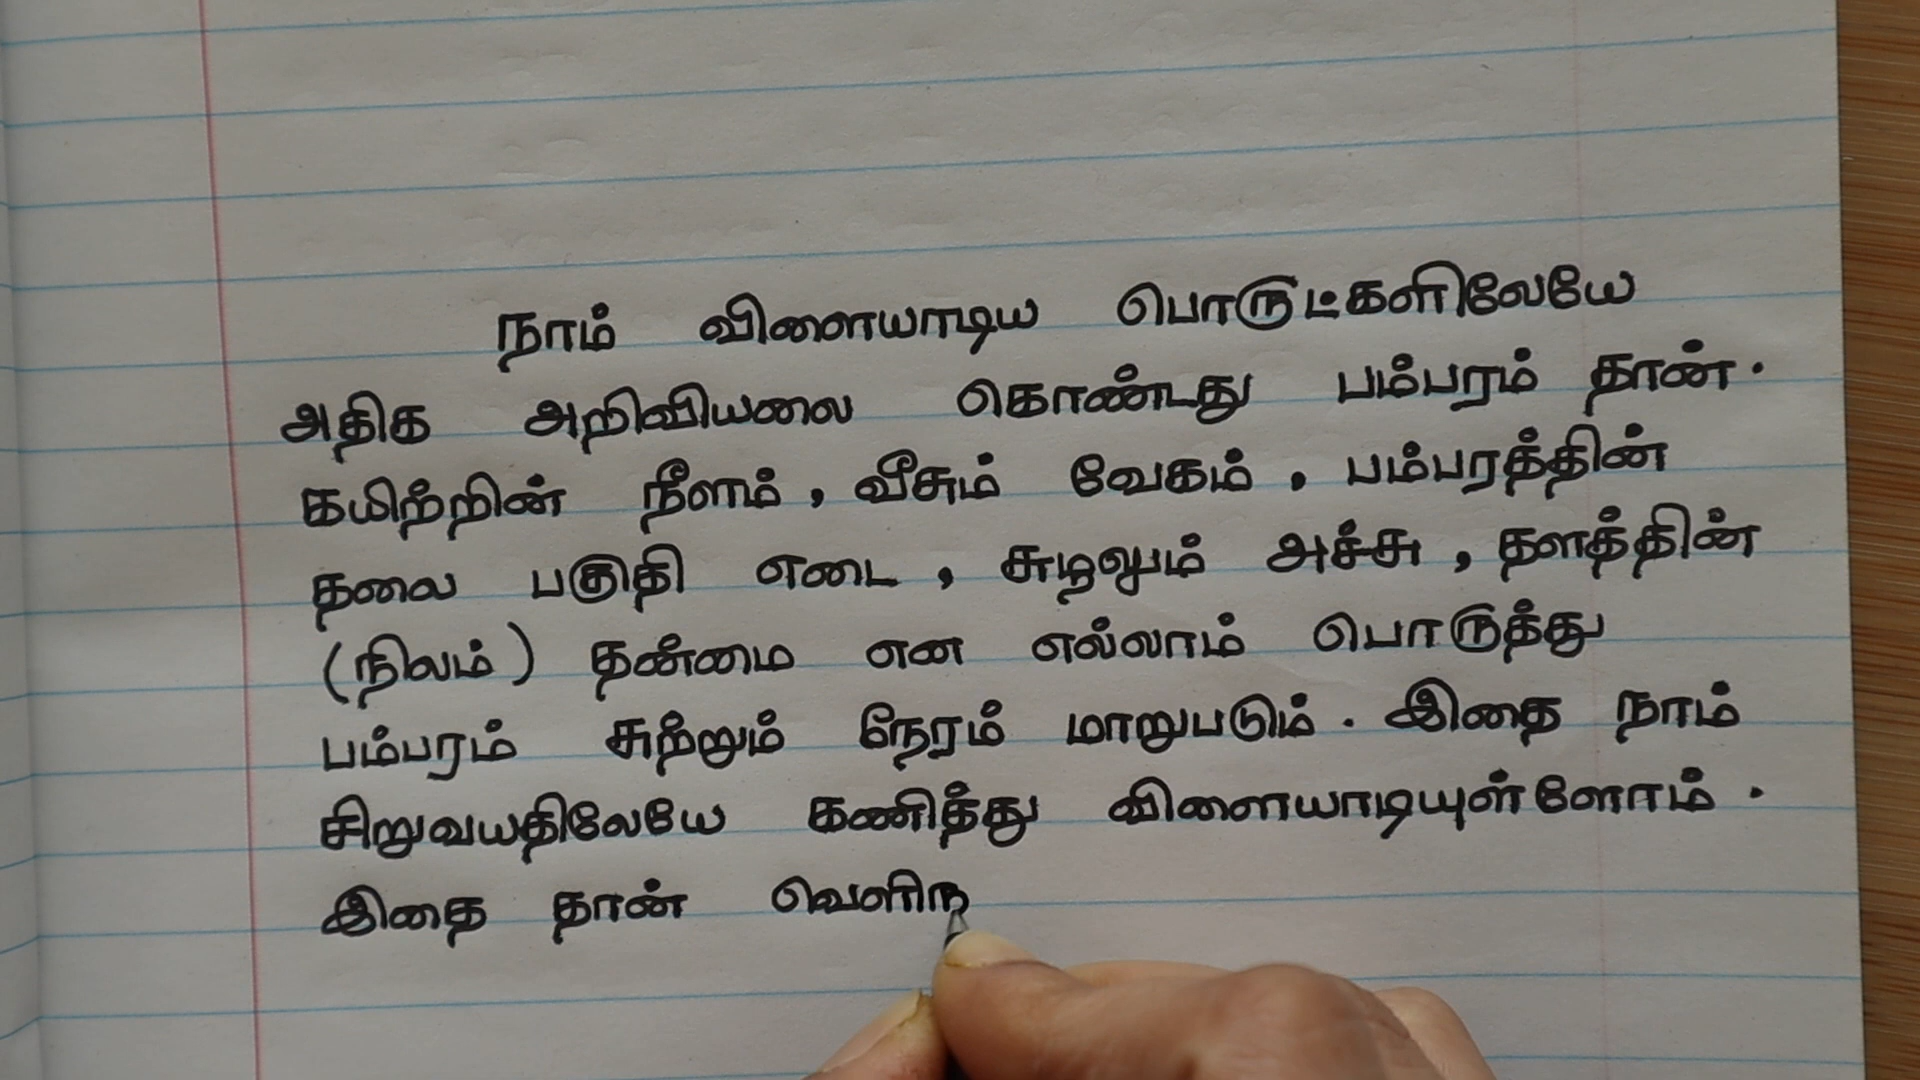 நாம் விளையாடிய பொருட்களிலேயே
அதிக அறிவியலை கொண்டது பம்பரம் தான்.
கயிற்றின் நீளம், வீசும் வேகம், பம்பரத்தின்
தலை பகுதி எடை, சுழலும் அச்சு, தளத்தின்
(நிலம்) தன்மை என எல்லாம் பொருத்து
பம்பரம் சுற்றும் நேரம் மாறுபடும். இதை நாம்
சிறுவயதிலேயே கணித்து விளையாடியுள்ளோம்.
இதை தான்